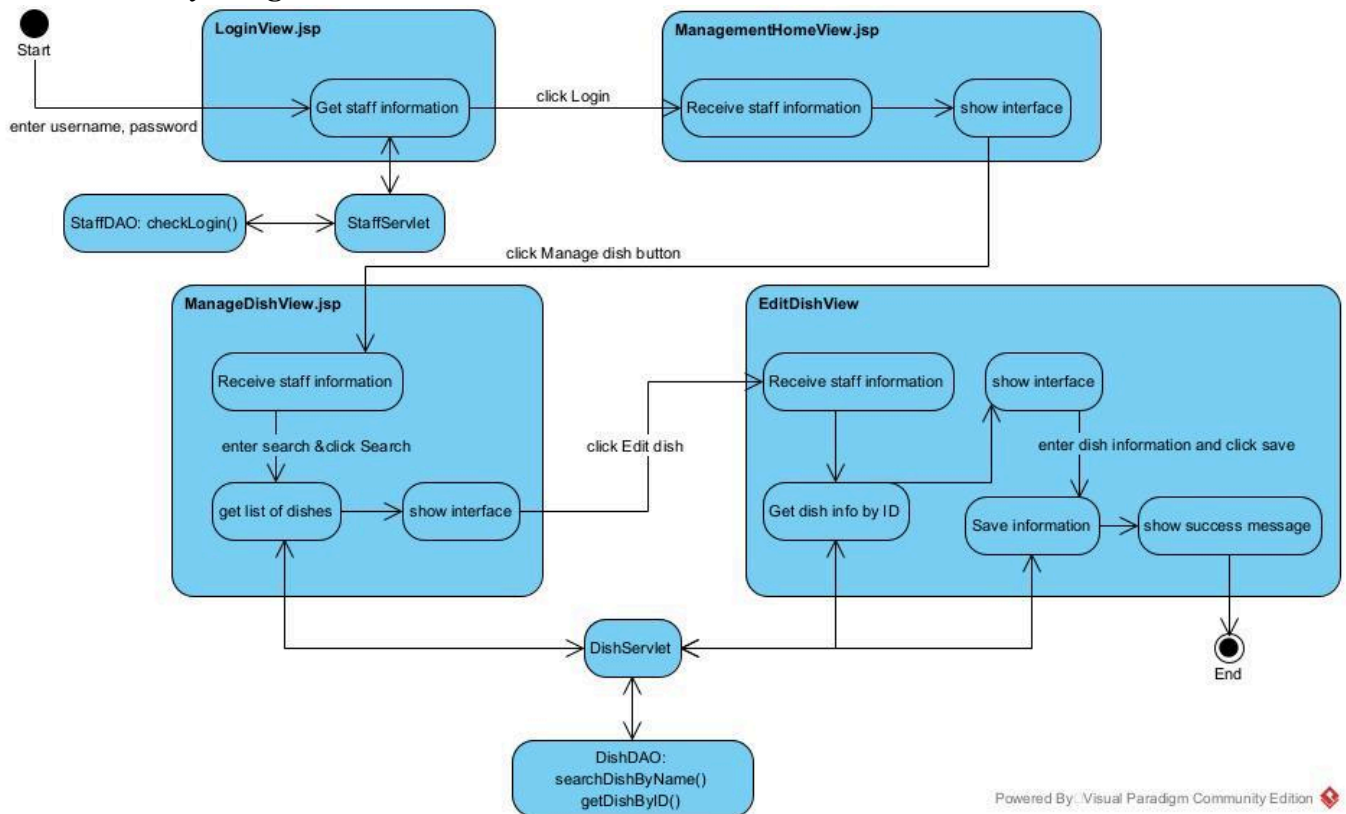 LoginView.jsp
ManagementHomeView.jsp
Start
Get staff information
click Login
Receive staff information
show interface
enter username, password
StaffDAO: checkLogin()
StaffServlet
click Manage dish button
ManageDishView.jsp
EditDishView
Receive staff information
Receive staff information
show interface
enter search &click Search
click Edit dish
enter dish information and click save
get list of dishes
show interface
Get dish info by ID
Save information
show success message
DishServlet
End
DishDAO:
searchDishByName()
getDishByID()
Powered By Visual Paradigm Community Edition